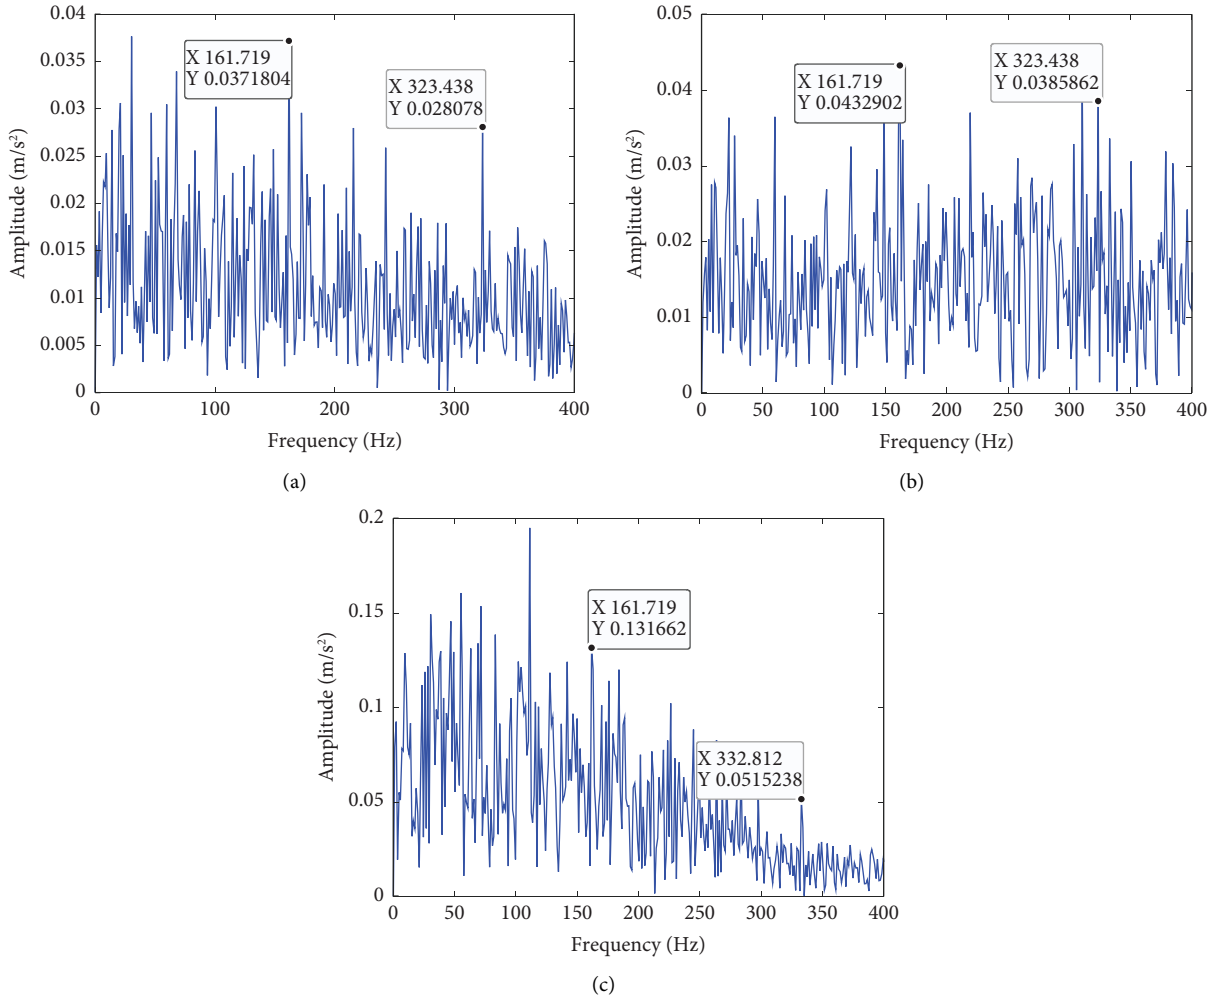 0.04
0.035
0.03
0.025
0.02
0.015
0.01
0.005
0
Amplitude (m/s²)
X 161.719
Y 0.0371804
X 323.438
Y 0.028078
0 100 200 300 400
Frequency (Hz)
(a)
0.05
0.04
0.03
0.02
0.01
0
Amplitude (m/s²)
X 161.719
Y 0.0432902
X 323.438
Y 0.0385862
0 50 100 150 200 250 300 350 400
Frequency (Hz)
(b)
0.2
0.15
0.1
0.05
0
Amplitude (m/s²)
X 161.719
Y 0.131662
X 332.812
Y 0.0515238
0 50 100 150 200 250 300 350 400
Frequency (Hz)
(c)